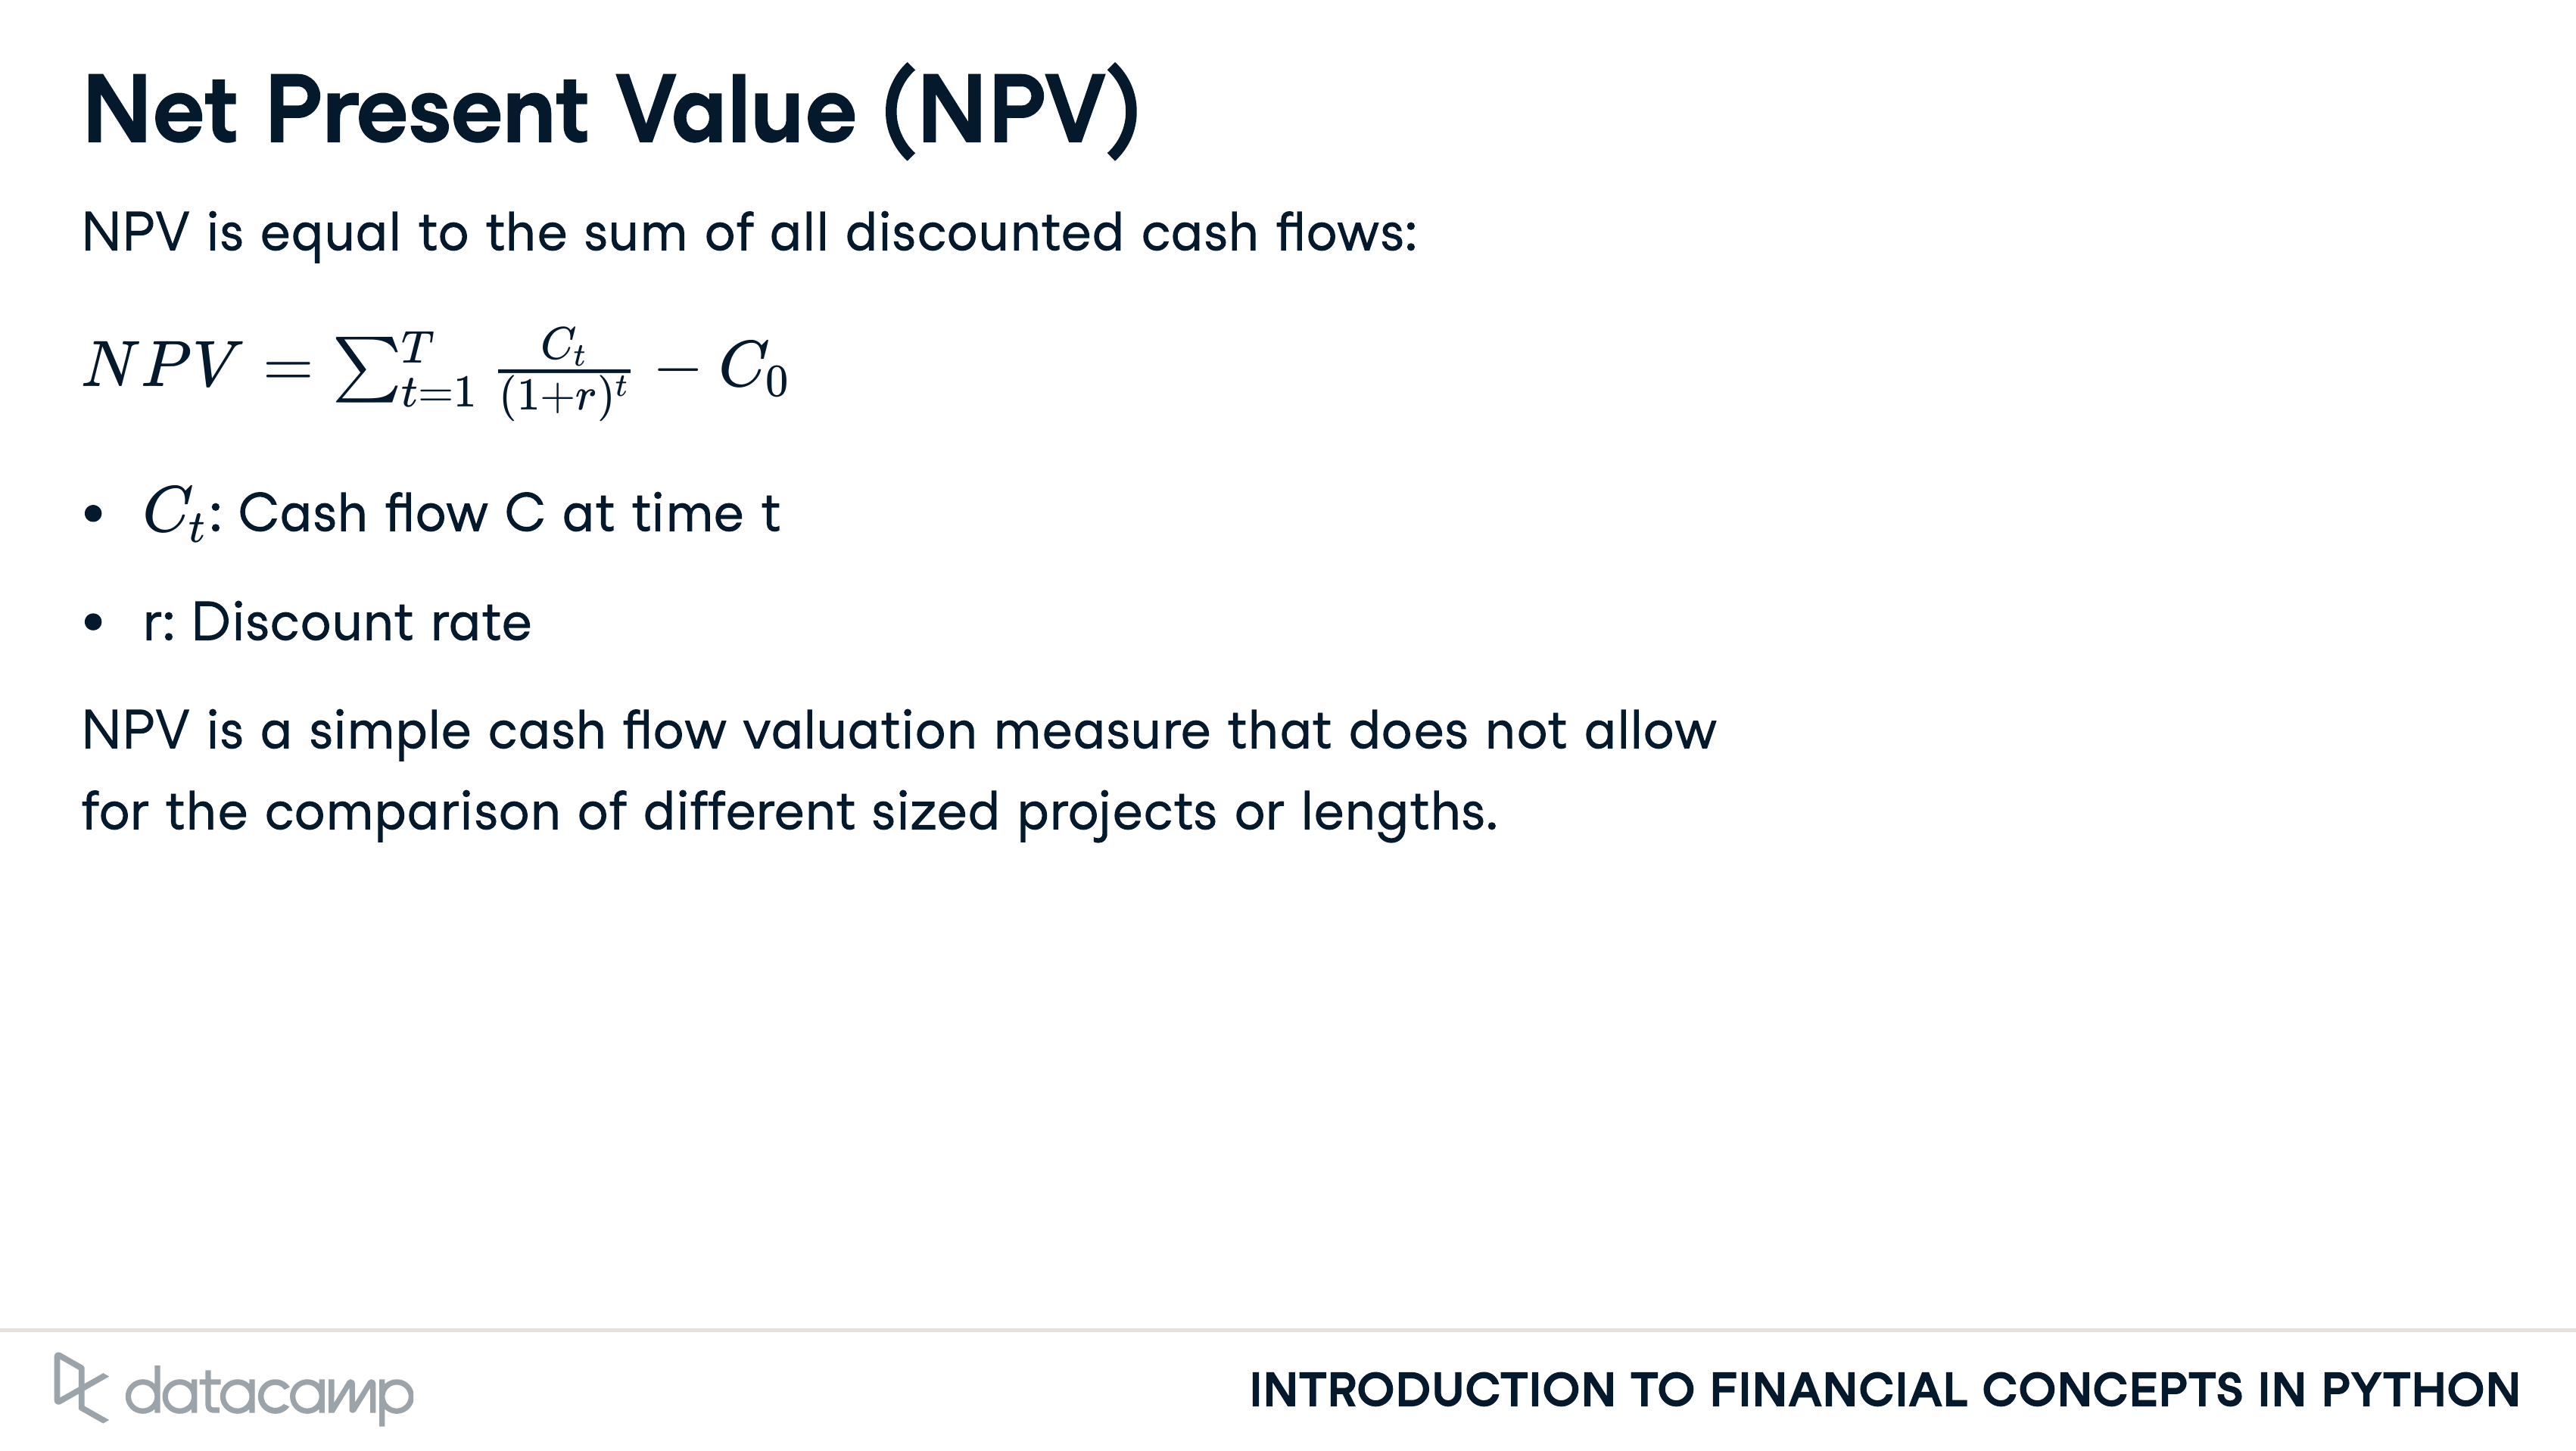 Net Present Value (NPV)
NPV is equal to the sum of all discounted cash flows:
$NPV = \sum_{t=1}^{T} \frac{C_t}{(1+r)^t} - C_0$
• $C_t$: Cash flow C at time t
• r: Discount rate
NPV is a simple cash flow valuation measure that does not allow
for the comparison of different sized projects or lengths.
datacamp
INTRODUCTION TO FINANCIAL CONCEPTS IN PYTHON